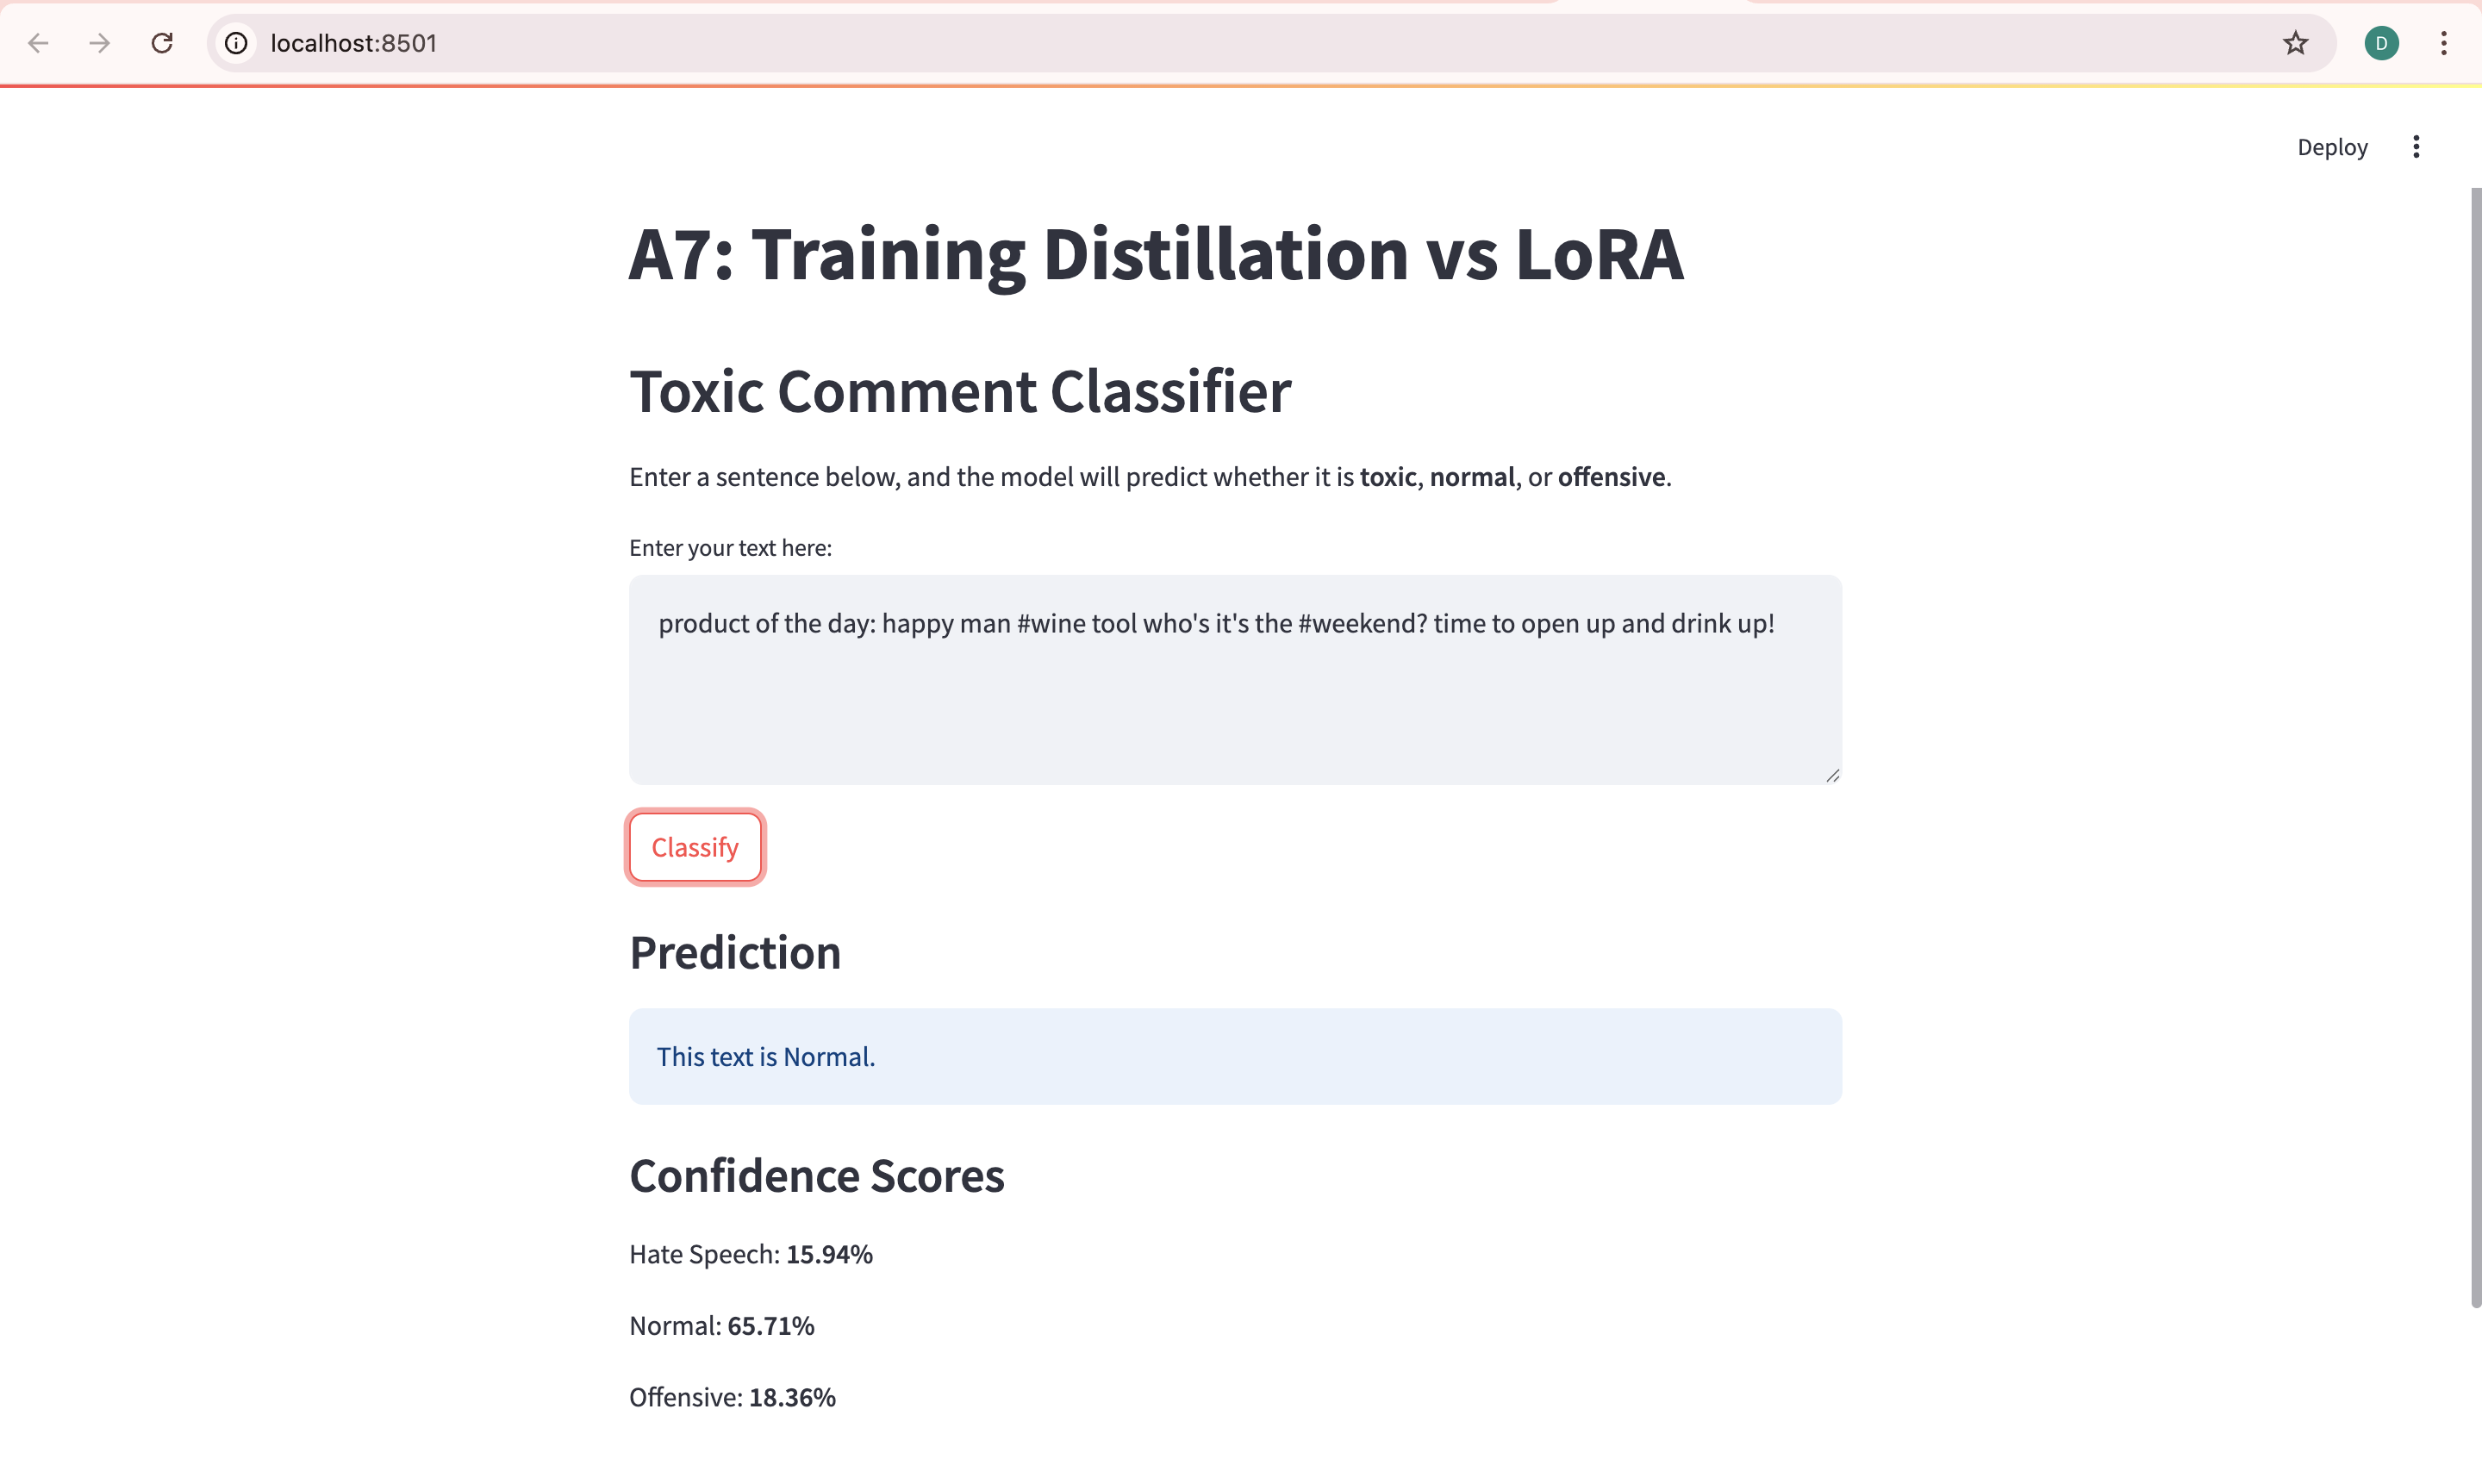 localhost:8501
D
Deploy
A7: Training Distillation vs LoRA
Toxic Comment Classifier
Enter a sentence below, and the model will predict whether it is toxic, normal, or offensive.
Enter your text here:
product of the day: happy man #wine tool who's it's the #weekend? time to open up and drink up!
Classify
Prediction
This text is Normal.
Confidence Scores
Hate Speech: 15.94%
Normal: 65.71%
Offensive: 18.36%